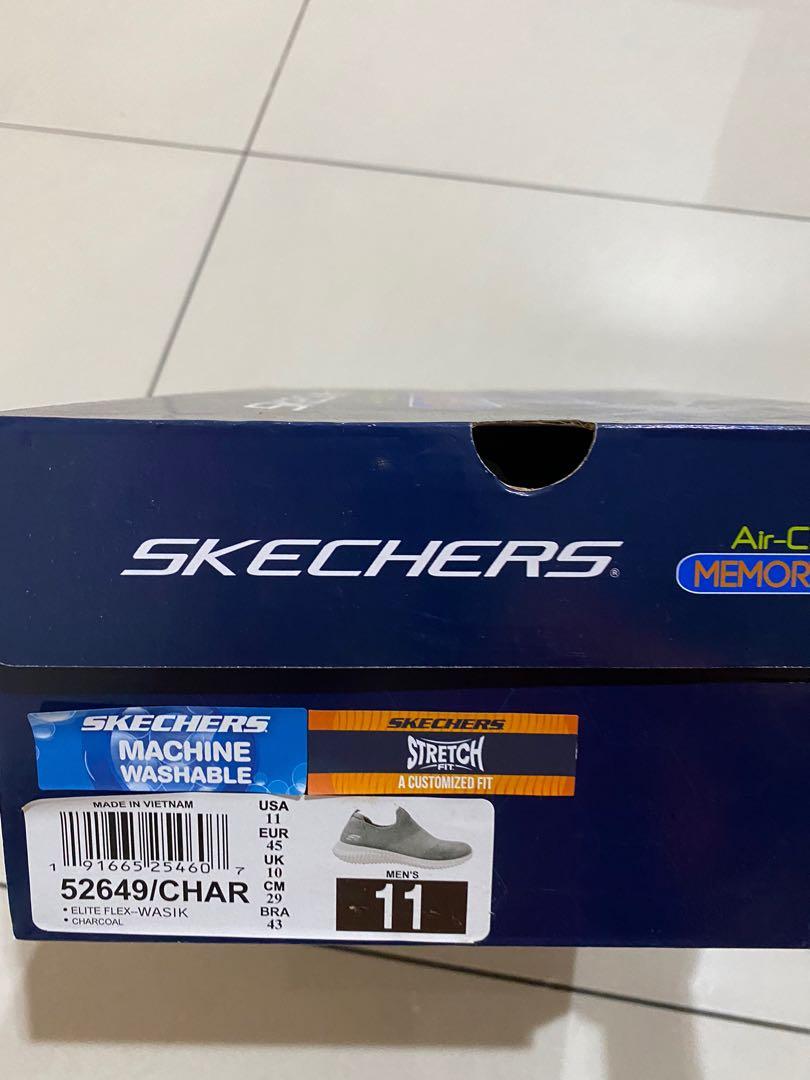 SKECHERS®
Air-C
MEMOR
SKECHERS
MACHINE
WASHABLE
SKECHERS
STRETCH
FIT
A CUSTOMIZED FIT
MADE IN VIETNAM
1 91665 25460 7
52649/CHAR
• ELITE FLEX--WASIK
• CHARCOAL
USA
11
EUR
45
UK
10
CM
29
BRA
43
MEN'S
11